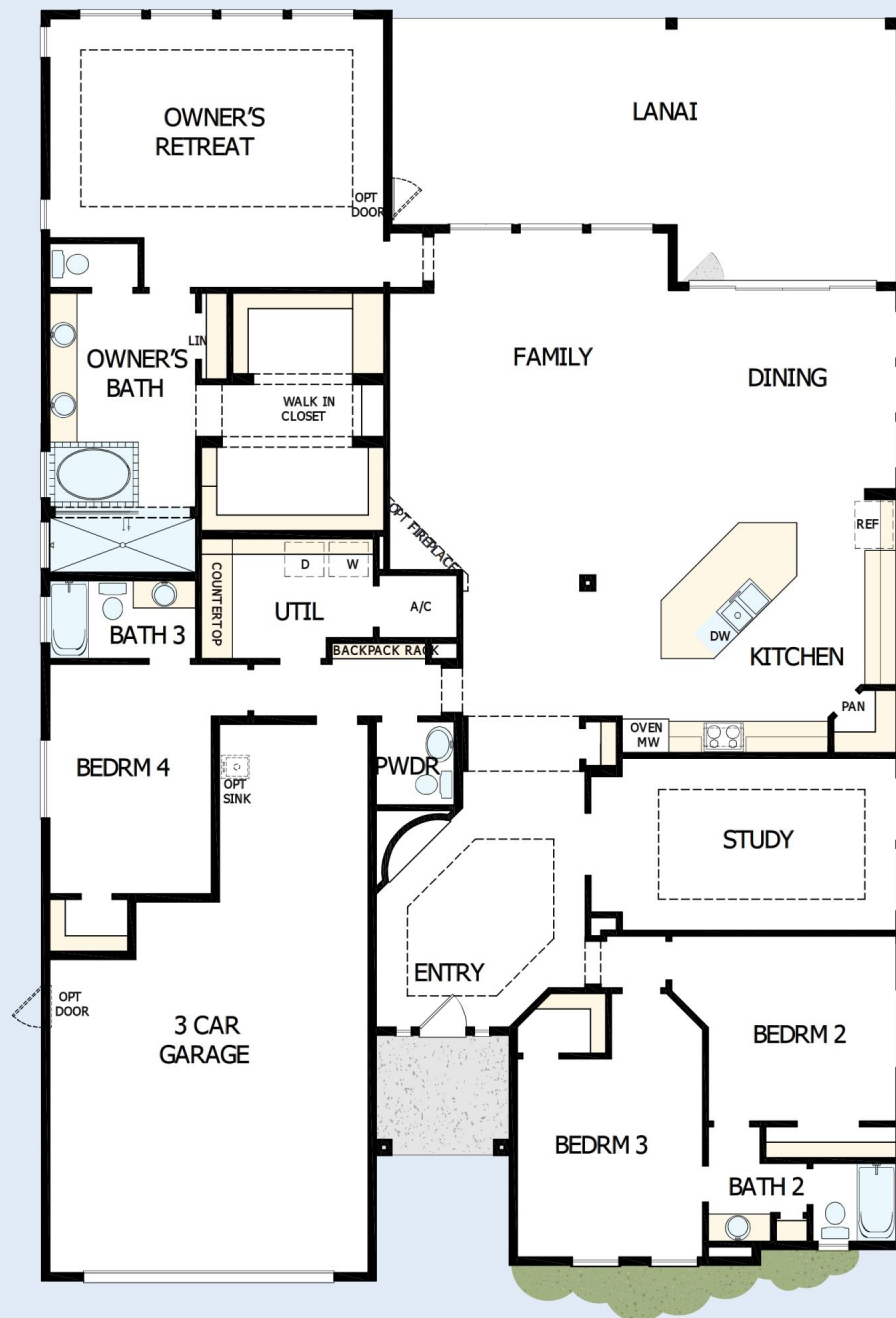 OWNER'S
RETREAT
LANAI
OPT
DOOR
FAMILY
DINING
LIN
OWNER'S
BATH
WALK IN
CLOSET
OPT FIREPLACE
REF
D
W
COUNTERTOP
UTIL
A/C
BATH 3
DW
KITCHEN
BACKPACK RACK
PAN
OVEN
MW
BEDRM 4
PWDR
OPT
SINK
STUDY
ENTRY
OPT
DOOR
3 CAR
GARAGE
BEDRM 2
BEDRM 3
BATH 2